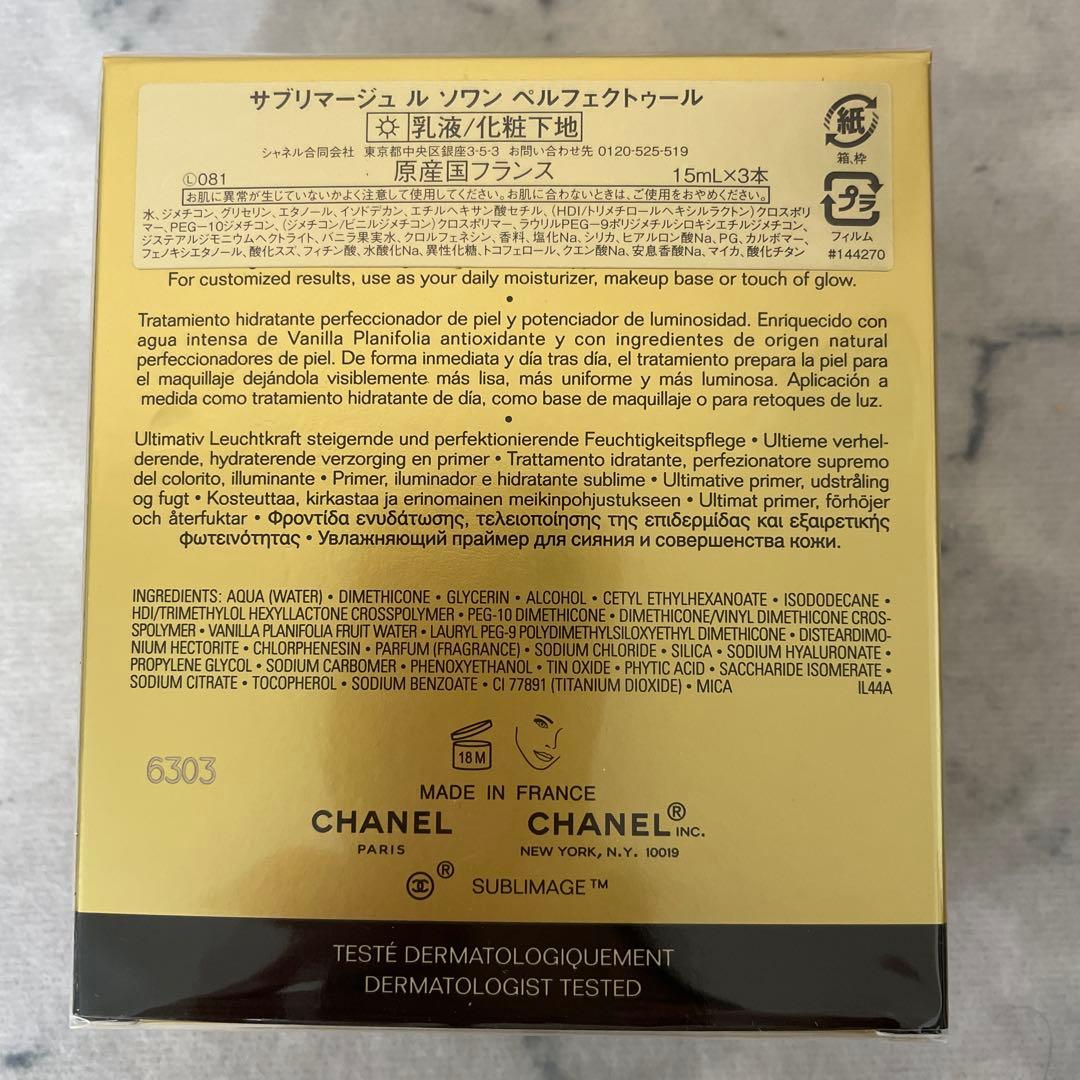 サブリマージュ ル ソワン ペルフェクトゥール
乳液/化粧下地
シャネル合同会社 東京都中央区銀座3-5-3 お問い合わせ先 0120-525-519
Ⓛ081 原産国フランス 15mL×3本
お肌に異常が生じていないかよく注意して使用してください。お肌に合わないときは、ご使用をおやめください。
水、ジメチコン、グリセリン、エタノール、イソドデカン、エチルヘキサン酸セチル、(HDI/トリメチロールヘキシルラクトン)クロスポリ
マー、PEG-10ジメチコン、(ジメチコン/ビニルジメチコン)クロスポリマー、ラウリルPEG-9ポリジメチルシロキシエチルジメチコン、
ジステアルジモニウムヘクトライト、バニラ果実水、クロルフェネシン、香料、塩化Na、シリカ、ヒアルロン酸Na、PG、カルボマー、
フェノキシエタノール、酸化スズ、フィチン酸、水酸化Na、異性化糖、トコフェロール、クエン酸Na、安息香酸Na、マイカ、酸化チタン
紙
箱、枠
プラ
フィルム
#144270
For customized results, use as your daily moisturizer, makeup base or touch of glow.
•
Tratamiento hidratante perfeccionador de piel y potenciador de luminosidad. Enriquecido con
agua intensa de Vanilla Planifolia antioxidante y con ingredientes de origen natural
perfeccionadores de piel. De forma inmediata y día tras día, el tratamiento prepara la piel para
el maquillaje dejándola visiblemente más lisa, más uniforme y más luminosa. Aplicación a
medida como tratamiento hidratante de día, como base de maquillaje o para retoques de luz.
•
Ultimativ Leuchtkraft steigernde und perfektionierende Feuchtigkeitspflege • Ultieme verhel-
derende, hydraterende verzorging en primer • Trattamento idratante, perfezionatore supremo
del colorito, illuminante • Primer, iluminador e hidratante sublime • Ultimative primer, udstråling
og fugt • Kosteuttaa, kirkastaa ja erinomainen meikinpohjustukseen • Ultimat primer, förhöjer
och återfuktar • Φροντίδα ενυδάτωσης, τελειοποίησης της επιδερμίδας και εξαιρετικής
φωτεινότητας • Увлажняющий праймер для сияния и совершенства кожи.
INGREDIENTS: AQUA (WATER) • DIMETHICONE • GLYCERIN • ALCOHOL • CETYL ETHYLHEXANOATE • ISODODECANE •
HDI/TRIMETHYLOL HEXYLLACTONE CROSSPOLYMER • PEG-10 DIMETHICONE • DIMETHICONE/VINYL DIMETHICONE CROS-
SPOLYMER • VANILLA PLANIFOLIA FRUIT WATER • LAURYL PEG-9 POLYDIMETHYLSILOXYETHYL DIMETHICONE • DISTEARDIMO-
NIUM HECTORITE • CHLORPHENESIN • PARFUM (FRAGRANCE) • SODIUM CHLORIDE • SILICA • SODIUM HYALURONATE •
PROPYLENE GLYCOL • SODIUM CARBOMER • PHENOXYETHANOL • TIN OXIDE • PHYTIC ACID • SACCHARIDE ISOMERATE •
SODIUM CITRATE • TOCOPHEROL • SODIUM BENZOATE • CI 77891 (TITANIUM DIOXIDE) • MICA IL44A
18 M
6303
MADE IN FRANCE
CHANEL CHANEL® INC.
PARIS NEW YORK, N.Y. 10019
® SUBLIMAGE™
TESTÉ DERMATOLOGIQUEMENT
DERMATOLOGIST TESTED